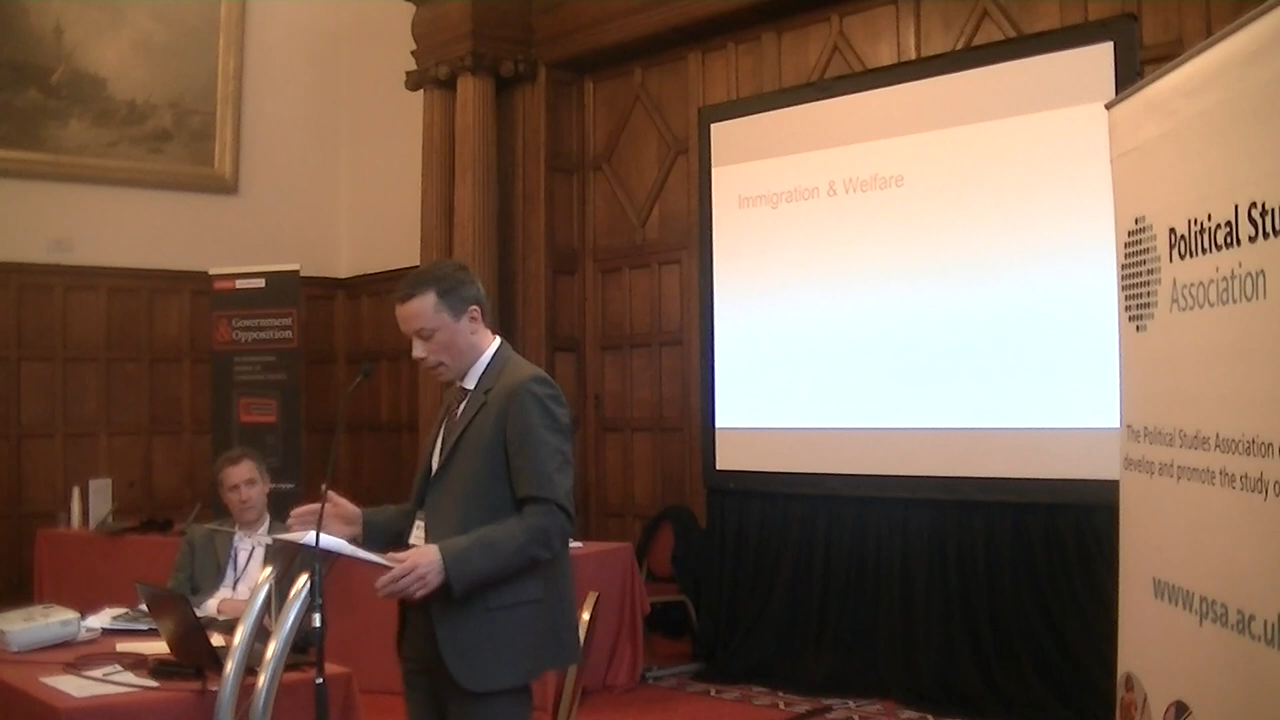 Government
& Opposition
Immigration & Welfare
Political Stu
Association
The Political Studies Association
develop and promote the study o
www.psa.ac.u